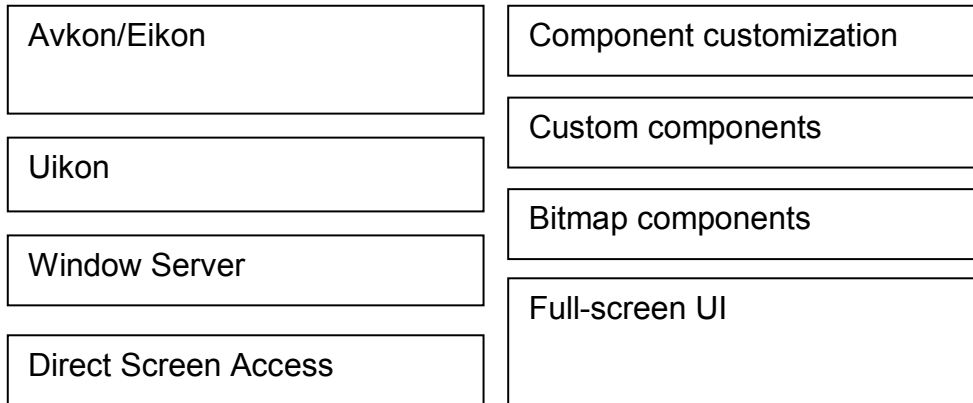 Avkon/Eikon
Uikon
Window Server
Direct Screen Access
Component customization
Custom components
Bitmap components
Full-screen UI